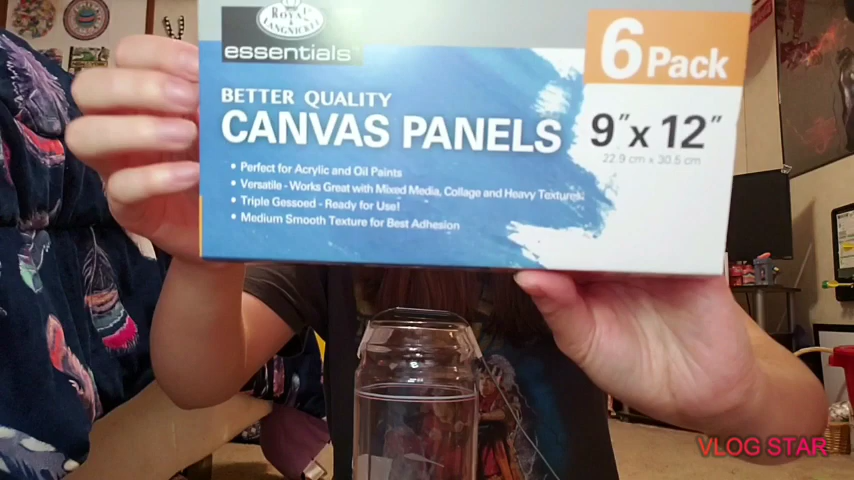 ROYAL & LANGNICKEL
essentials™
6 Pack
BETTER QUALITY
CANVAS PANELS
9" x 12"
22.9 cm x 30.5 cm
• Perfect for Acrylic and Oil Paints
• Versatile - Works Great with Mixed Media, Collage and Heavy Textures
• Triple Gessoed - Ready for Use!
• Medium Smooth Texture for Best Adhesion
VLOG STAR